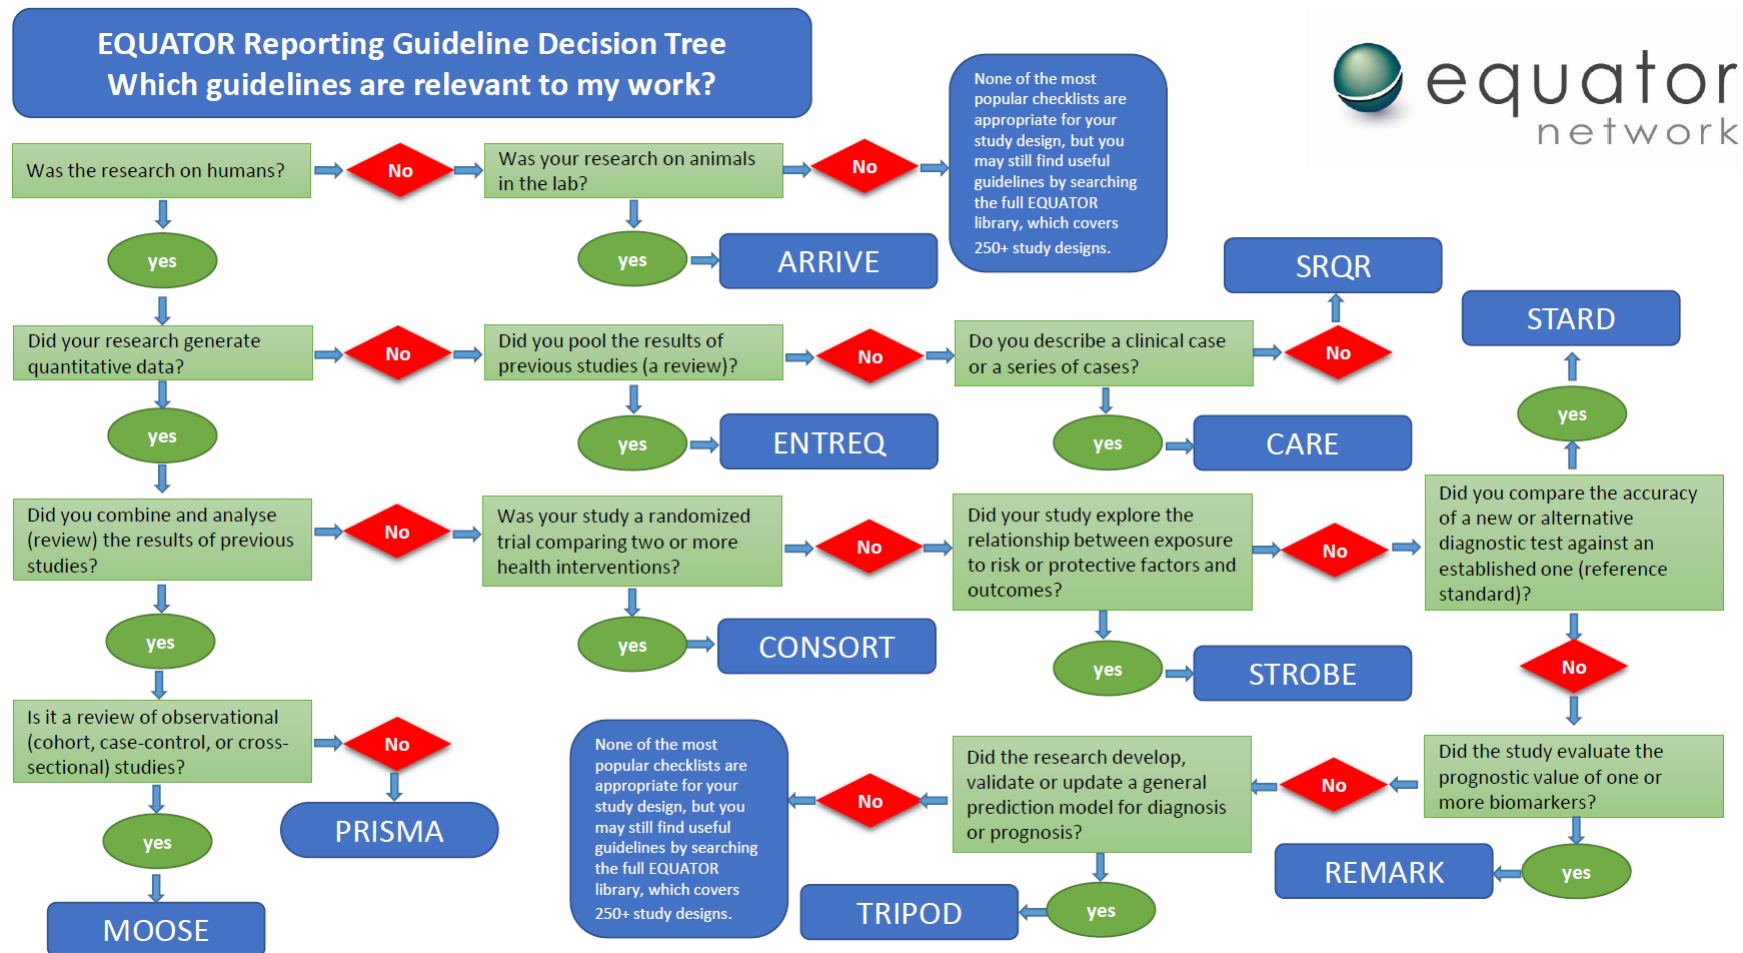 EQUATOR Reporting Guideline Decision Tree
Which guidelines are relevant to my work?
equator
network
None of the most
popular checklists are
appropriate for your
study design, but you
may still find useful
guidelines by searching
the full EQUATOR
library, which covers
250+ study designs.
Was the research on humans?
No
Was your research on animals
in the lab?
No
yes
yes
ARRIVE
SRQR
STARD
Did your research generate
quantitative data?
No
Did you pool the results of
previous studies (a review)?
No
Do you describe a clinical case
or a series of cases?
No
yes
yes
yes
ENTREQ
yes
CARE
Did you combine and analyse
(review) the results of previous
studies?
No
Was your study a randomized
trial comparing two or more
health interventions?
No
Did your study explore the
relationship between exposure
to risk or protective factors and
outcomes?
No
Did you compare the accuracy
of a new or alternative
diagnostic test against an
established one (reference
standard)?
yes
yes
CONSORT
yes
STROBE
No
Is it a review of observational
(cohort, case-control, or cross-
sectional) studies?
No
None of the most
popular checklists are
appropriate for your
study design, but you
may still find useful
guidelines by searching
the full EQUATOR
library, which covers
250+ study designs.
No
Did the research develop,
validate or update a general
prediction model for diagnosis
or prognosis?
No
Did the study evaluate the
prognostic value of one or
more biomarkers?
yes
PRISMA
REMARK
yes
MOOSE
TRIPOD
yes